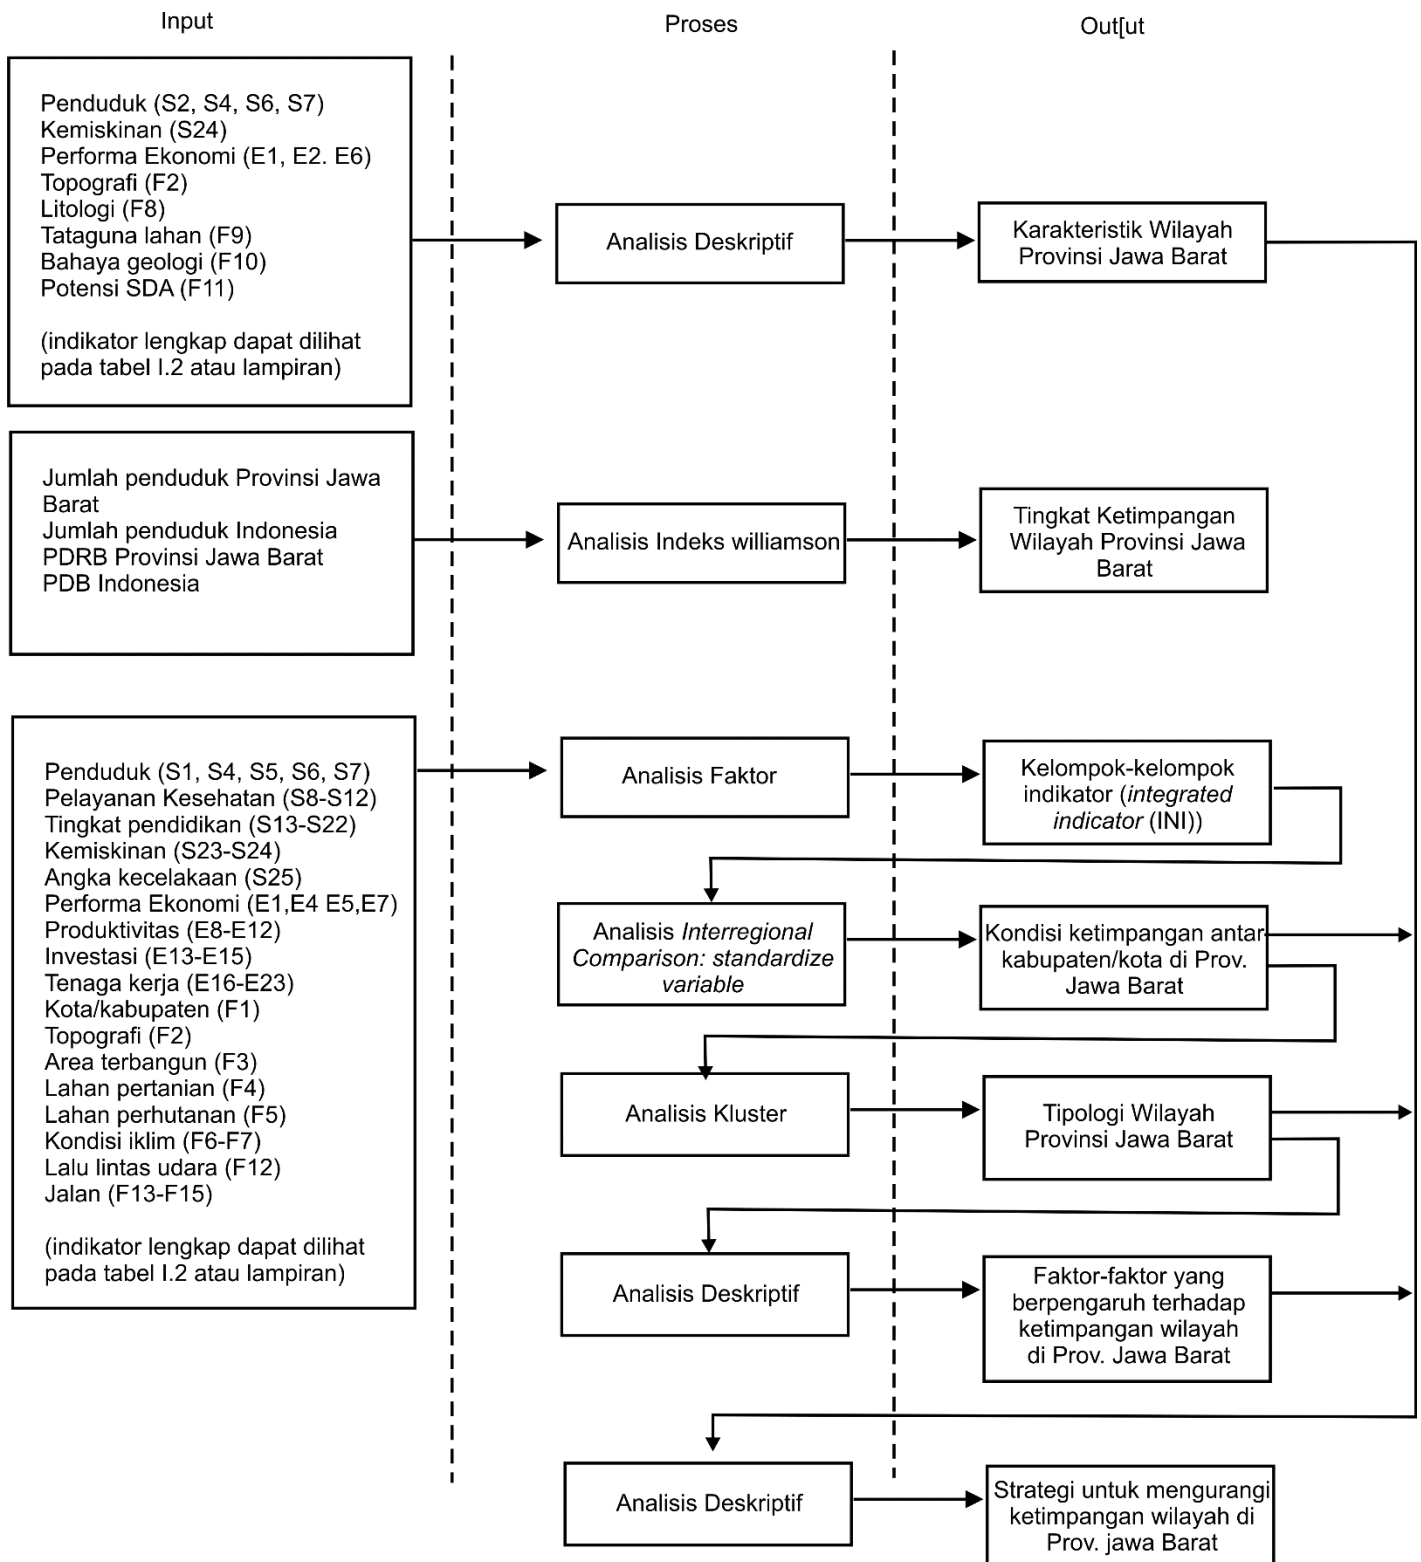 Input
Proses
Out[ut
Penduduk (S2, S4, S6, S7)
Kemiskinan (S24)
Performa Ekonomi (E1, E2. E6)
Topografi (F2)
Litologi (F8)
Tataguna lahan (F9)
Bahaya geologi (F10)
Potensi SDA (F11)
(indikator lengkap dapat dilihat
pada tabel I.2 atau lampiran)
Analisis Deskriptif
Karakteristik Wilayah
Provinsi Jawa Barat
Jumlah penduduk Provinsi Jawa
Barat
Jumlah penduduk Indonesia
PDRB Provinsi Jawa Barat
PDB Indonesia
Analisis Indeks williamson
Tingkat Ketimpangan
Wilayah Provinsi Jawa
Barat
Penduduk (S1, S4, S5, S6, S7)
Pelayanan Kesehatan (S8-S12)
Tingkat pendidikan (S13-S22)
Kemiskinan (S23-S24)
Angka kecelakaan (S25)
Performa Ekonomi (E1,E4 E5,E7)
Produktivitas (E8-E12)
Investasi (E13-E15)
Tenaga kerja (E16-E23)
Kota/kabupaten (F1)
Topografi (F2)
Area terbangun (F3)
Lahan pertanian (F4)
Lahan perhutanan (F5)
Kondisi iklim (F6-F7)
Lalu lintas udara (F12)
Jalan (F13-F15)
(indikator lengkap dapat dilihat
pada tabel I.2 atau lampiran)
Analisis Faktor
Kelompok-kelompok
indikator (integrated
indicator (INI))
Analisis Interregional
Comparison: standardize
variable
Kondisi ketimpangan antar
kabupaten/kota di Prov.
Jawa Barat
Analisis Kluster
Tipologi Wilayah
Provinsi Jawa Barat
Analisis Deskriptif
Faktor-faktor yang
berpengaruh terhadap
ketimpangan wilayah
di Prov. Jawa Barat
Analisis Deskriptif
Strategi untuk mengurangi
ketimpangan wilayah di
Prov. jawa Barat